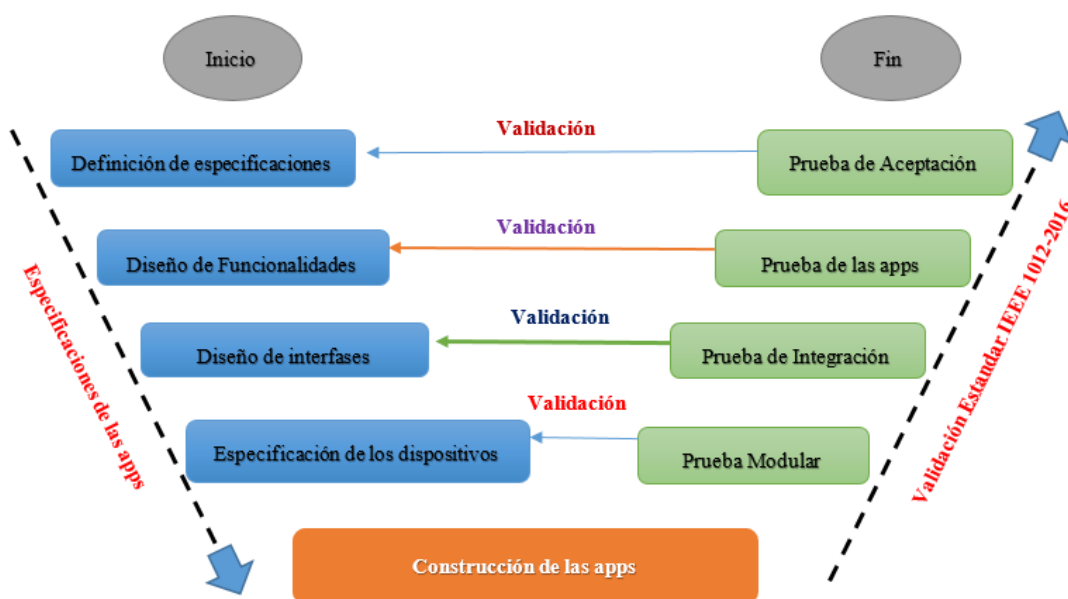 Inicio
Fin
Validación
Definición de especificaciones
Prueba de Aceptación
Validación
Diseño de Funcionalidades
Prueba de las apps
Validación
Diseño de interfases
Prueba de Integración
Validación
Especificación de los dispositivos
Prueba Modular
Construcción de las apps
Especificaciones de las apps
Validación Estandar IEEE 1012-2016